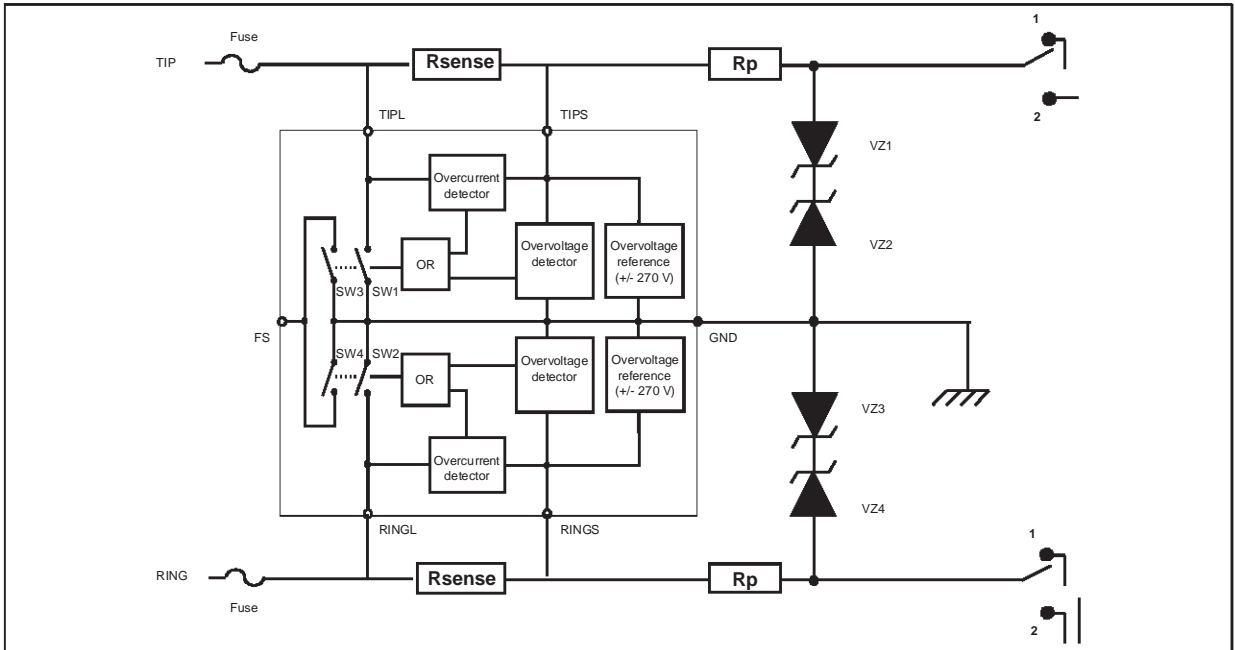 1
Fuse
TIP
Rsense
Rp
2
TIPL
TIPS
VZ1
Overcurrent
detector
VZ2
OR
Overvoltage
detector
Overvoltage
reference
(+/- 270 V)
SW3
SW1
FS
GND
SW4
SW2
OR
Overvoltage
detector
Overvoltage
reference
(+/- 270 V)
VZ3
Overcurrent
detector
VZ4
RINGL
RINGS
1
RING
Rsense
Rp
Fuse
2